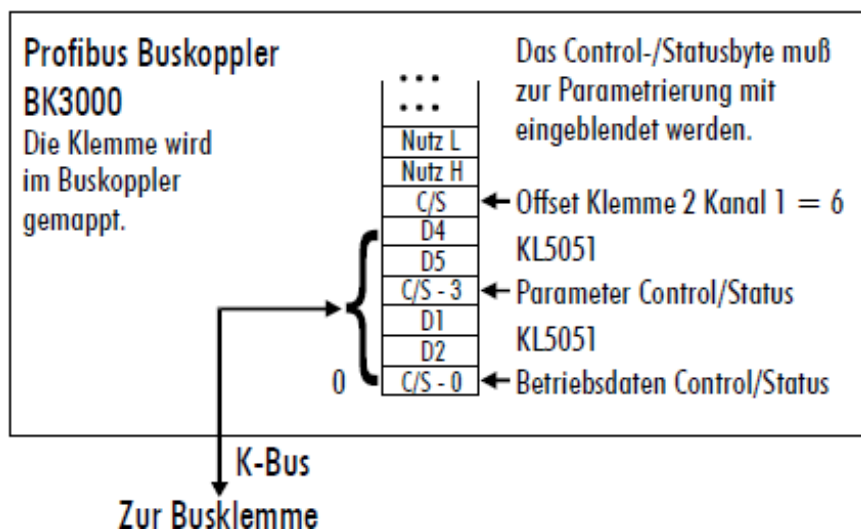 Profibus Buskoppler
BK3000
Die Klemme wird
im Buskoppler
gemappt.
Das Control-/Statusbyte muß
zur Parametrierung mit
eingeblendet werden.
Nutz L
Nutz H
C/S
Offset Klemme 2 Kanal 1 = 6
D4
KL5051
D5
C/S - 3
Parameter Control/Status
D1
KL5051
D2
0
C/S - 0
Betriebsdaten Control/Status
K-Bus
Zur Busklemme